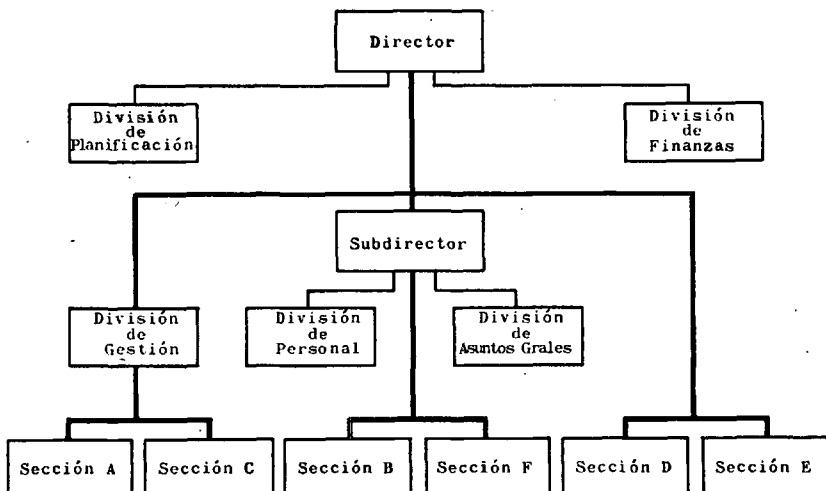 Director
División
de
Planificación
División
de
Finanzas
Subdirector
División
de
Gestión
División
de
Personal
División
de
Asuntos Grales
Sección A
Sección C
Sección B
Sección F
Sección D
Sección E